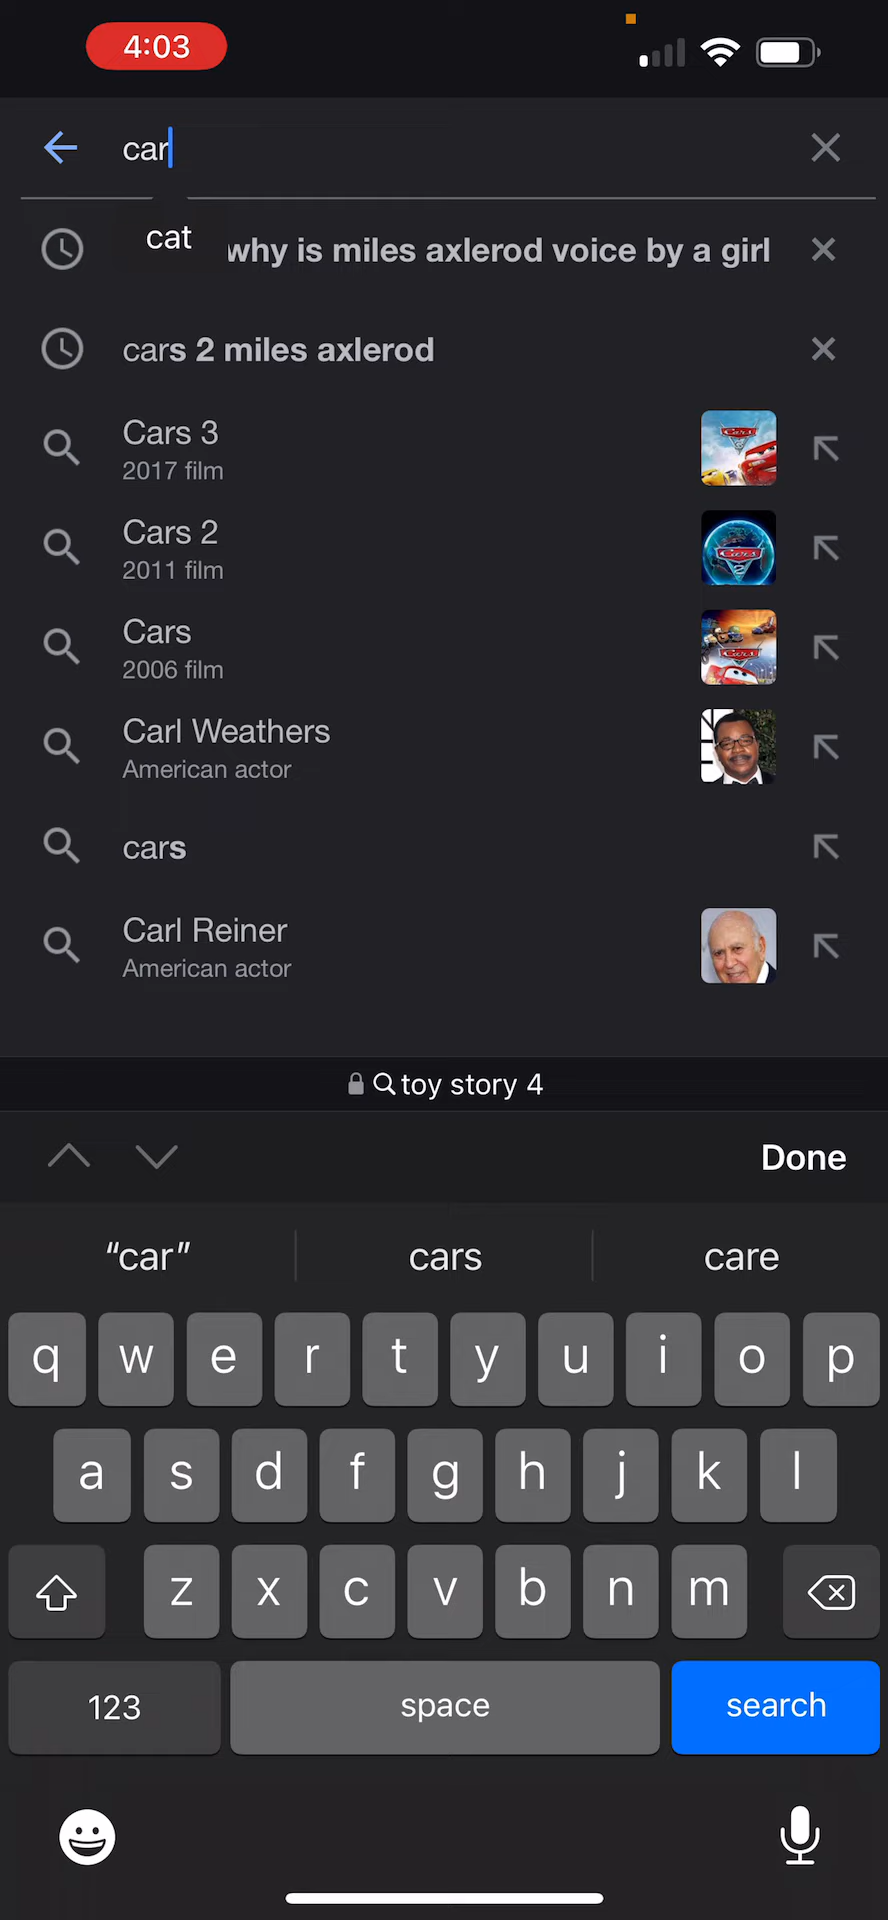 4:03
car
cat
why is miles axlerod voice by a girl
cars 2 miles axlerod
Cars 3
2017 film
Cars 2
2011 film
Cars
2006 film
Carl Weathers
American actor
cars
Carl Reiner
American actor
toy story 4
Done
“car” cars care
q w e r t y u i o p
a s d f g h j k l
z x c v b n m
123 space search